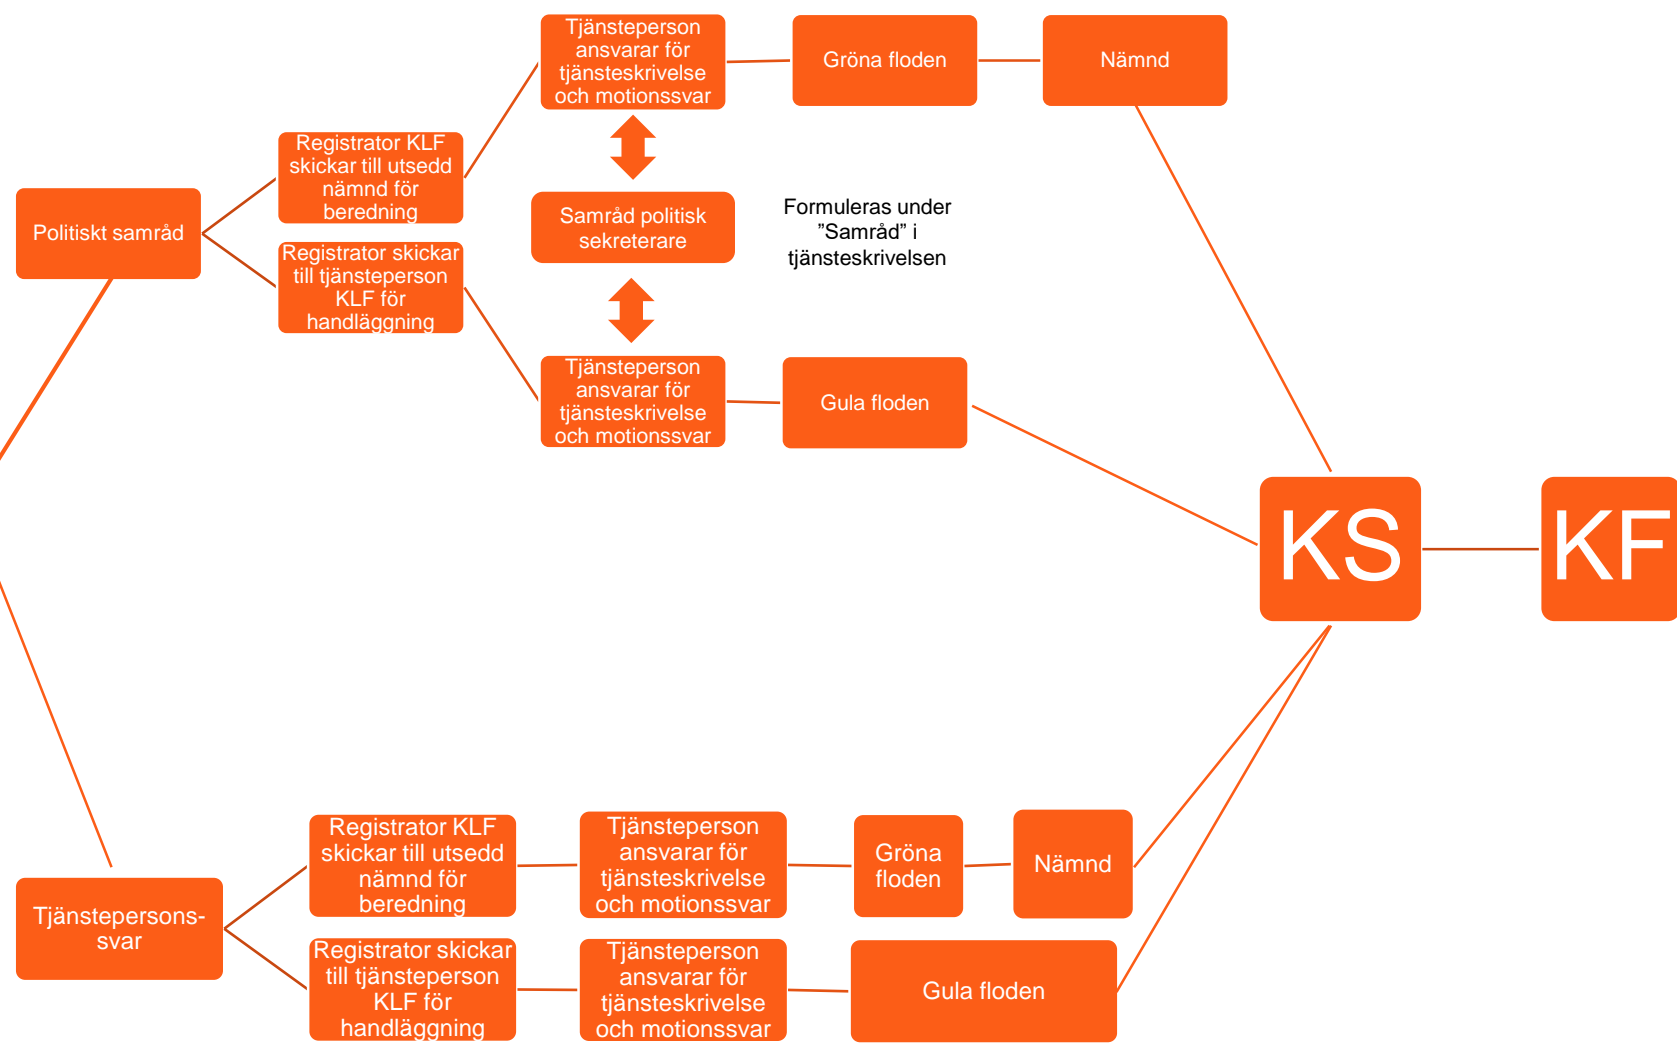 Politiskt samråd
Registrator KLF
skickar till utsedd
nämnd för
beredning
Registrator skickar
till tjänsteperson
KLF för
handläggning
Tjänsteperson
ansvarar för
tjänsteskrivelse
och motionssvar
Samråd politisk
sekreterare
Formuleras under
”Samråd” i
tjänsteskrivelsen
Tjänsteperson
ansvarar för
tjänsteskrivelse
och motionssvar
Gröna floden
Nämnd
Gula floden
KS
KF
Tjänstepersons-
svar
Registrator KLF
skickar till utsedd
nämnd för
beredning
Tjänsteperson
ansvarar för
tjänsteskrivelse
och motionssvar
Gröna
floden
Nämnd
Registrator skickar
till tjänsteperson
KLF för
handläggning
Tjänsteperson
ansvarar för
tjänsteskrivelse
och motionssvar
Gula floden